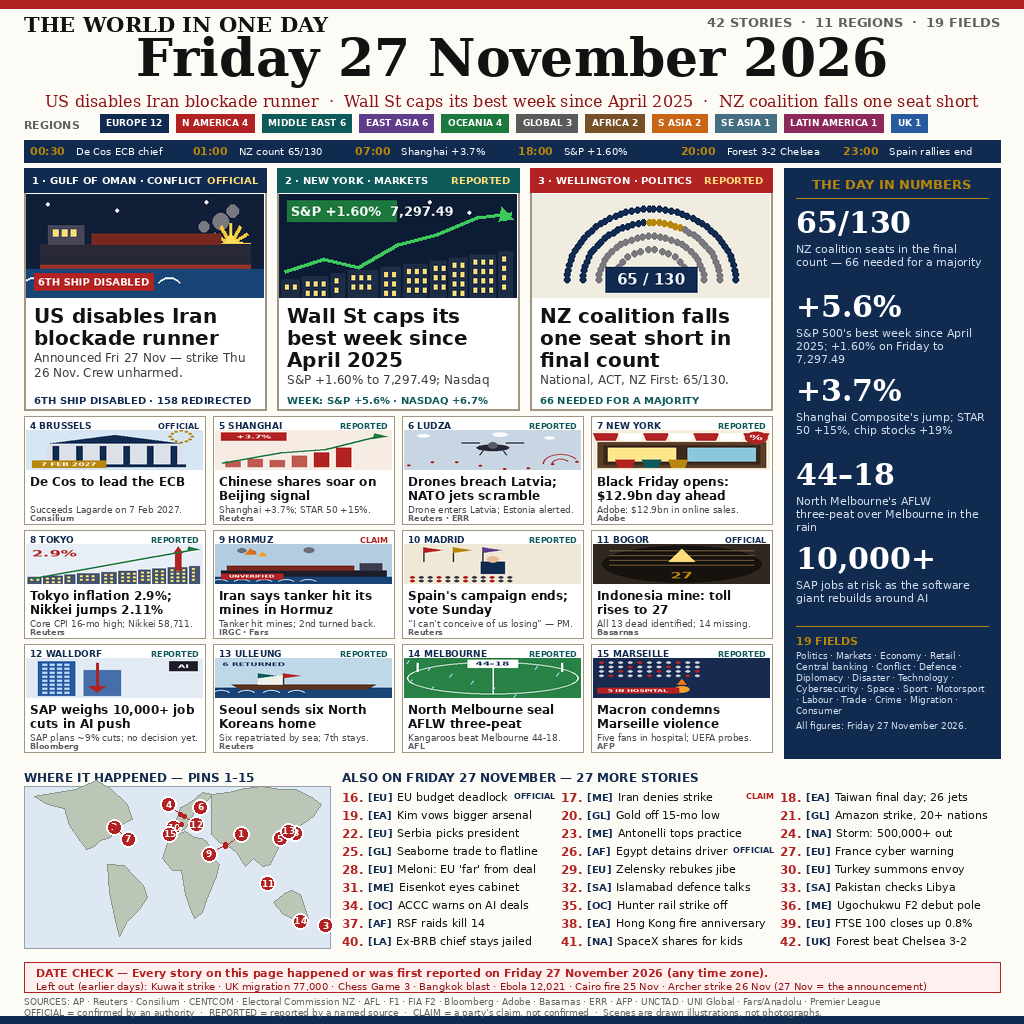 THE WORLD IN ONE DAY
42 STORIES · 11 REGIONS · 19 FIELDS
Friday 27 November 2026
US disables Iran blockade runner · Wall St caps its best week since April 2025 · NZ coalition falls one seat short
REGIONS EUROPE 12 N AMERICA 4 MIDDLE EAST 6 EAST ASIA 6 OCEANIA 4 GLOBAL 3 AFRICA 2 S ASIA 2 SE ASIA 1 LATIN AMERICA 1 UK 1
00:30 De Cos ECB chief 01:00 NZ count 65/130 07:00 Shanghai +3.7% 18:00 S&P +1.60% 20:00 Forest 3-2 Chelsea 23:00 Spain rallies end
1 · GULF OF OMAN · CONFLICT OFFICIAL
6TH SHIP DISABLED
US disables Iran
blockade runner
Announced Fri 27 Nov — strike Thu
26 Nov. Crew unharmed.
6TH SHIP DISABLED · 158 REDIRECTED
2 · NEW YORK · MARKETS REPORTED
S&P +1.60% 7,297.49
Wall St caps its
best week since
April 2025
S&P +1.60% to 7,297.49; Nasdaq
WEEK: S&P +5.6% · NASDAQ +6.7%
3 · WELLINGTON · POLITICS REPORTED
65 / 130
NZ coalition falls
one seat short in
final count
National, ACT, NZ First: 65/130.
66 NEEDED FOR A MAJORITY
THE DAY IN NUMBERS
65/130
NZ coalition seats in the final
count — 66 needed for a majority
+5.6%
S&P 500's best week since April
2025; +1.60% on Friday to
7,297.49
+3.7%
Shanghai Composite's jump; STAR
50 +15%, chip stocks +19%
44–18
North Melbourne's AFLW
three-peat over Melbourne in the
rain
10,000+
SAP jobs at risk as the software
giant rebuilds around AI
19 FIELDS
Politics · Markets · Economy · Retail ·
Central banking · Conflict · Defence ·
Diplomacy · Disaster · Technology ·
Cybersecurity · Space · Sport · Motorsport
· Labour · Trade · Crime · Migration ·
Consumer
All figures: Friday 27 November 2026.
4 BRUSSELS OFFICIAL
7 FEB 2027
De Cos to lead the ECB
Succeeds Lagarde on 7 Feb 2027.
Consilium
5 SHANGHAI REPORTED
+3.7%
Chinese shares soar on
Beijing signal
Shanghai +3.7%; STAR 50 +15%.
Reuters
6 LUDZA REPORTED
Drones breach Latvia;
NATO jets scramble
Drone enters Latvia; Estonia alerted.
Reuters · ERR
7 NEW YORK REPORTED
%
Black Friday opens:
$12.9bn day ahead
Adobe: $12.9bn in online sales.
Adobe
8 TOKYO REPORTED
2.9%
Tokyo inflation 2.9%;
Nikkei jumps 2.11%
Core CPI 16-mo high; Nikkei 58,711.
Reuters
9 HORMUZ CLAIM
UNVERIFIED
Iran says tanker hit its
mines in Hormuz
Tanker hit mines; 2nd turned back.
IRGC · Fars
10 MADRID REPORTED
Spain's campaign ends;
vote Sunday
“I can't conceive of us losing” — PM.
Reuters
11 BOGOR OFFICIAL
27
Indonesia mine: toll
rises to 27
All 13 dead identified; 14 missing.
Basarnas
12 WALLDORF REPORTED
AI
SAP weighs 10,000+ job
cuts in AI push
SAP plans ~9% cuts; no decision yet.
Bloomberg
13 ULLEUNG REPORTED
6 RETURNED
Seoul sends six North
Koreans home
Six repatriated by sea; 7th stays.
Reuters
14 MELBOURNE REPORTED
44–18
North Melbourne seal
AFLW three-peat
Kangaroos beat Melbourne 44-18.
AFL
15 MARSEILLE REPORTED
5 IN HOSPITAL
Macron condemns
Marseille violence
Five fans in hospital; UEFA probes.
AFP
WHERE IT HAPPENED — PINS 1–15
4
6
12
15
7
1
9
13
5
11
14
3
ALSO ON FRIDAY 27 NOVEMBER — 27 MORE STORIES
16. [EU] EU budget deadlock OFFICIAL 17. [ME] Iran denies strike CLAIM 18. [EA] Taiwan final day; 26 jets
19. [EA] Kim vows bigger arsenal 20. [GL] Gold off 15-mo low 21. [GL] Amazon strike, 20+ nations
22. [EU] Serbia picks president 23. [ME] Antonelli tops practice 24. [NA] Storm: 500,000+ out
25. [GL] Seaborne trade to flatline 26. [AF] Egypt detains driver OFFICIAL 27. [EU] France cyber warning
28. [EU] Meloni: EU 'far' from deal 29. [EU] Zelensky rebukes jibe 30. [EU] Turkey summons envoy
31. [ME] Eisenkot eyes cabinet 32. [SA] Islamabad defence talks 33. [SA] Pakistan checks Libya
34. [OC] ACCC warns on AI deals 35. [OC] Hunter rail strike off 36. [ME] Ugochukwu F2 debut pole
37. [AF] RSF raids kill 14 38. [EA] Hong Kong fire anniversary 39. [EU] FTSE 100 closes up 0.8%
40. [LA] Ex-BRB chief stays jailed 41. [NA] SpaceX shares for kids 42. [UK] Forest beat Chelsea 3-2
DATE CHECK — Every story on this page happened or was first reported on Friday 27 November 2026 (any time zone).
Left out (earlier days): Kuwait strike · UK migration 77,000 · Chess Game 3 · Bangkok blast · Ebola 12,021 · Cairo fire 25 Nov · Archer strike 26 Nov (27 Nov = the announcement)
SOURCES: AP · Reuters · Consilium · CENTCOM · Electoral Commission NZ · AFL · F1 · FIA F2 · Bloomberg · Adobe · Basarnas · ERR · AFP · UNCTAD · UNI Global · Fars/Anadolu · Premier League
OFFICIAL = confirmed by an authority · REPORTED = reported by a named source · CLAIM = a party's claim, not confirmed · Scenes are drawn illustrations, not photographs.